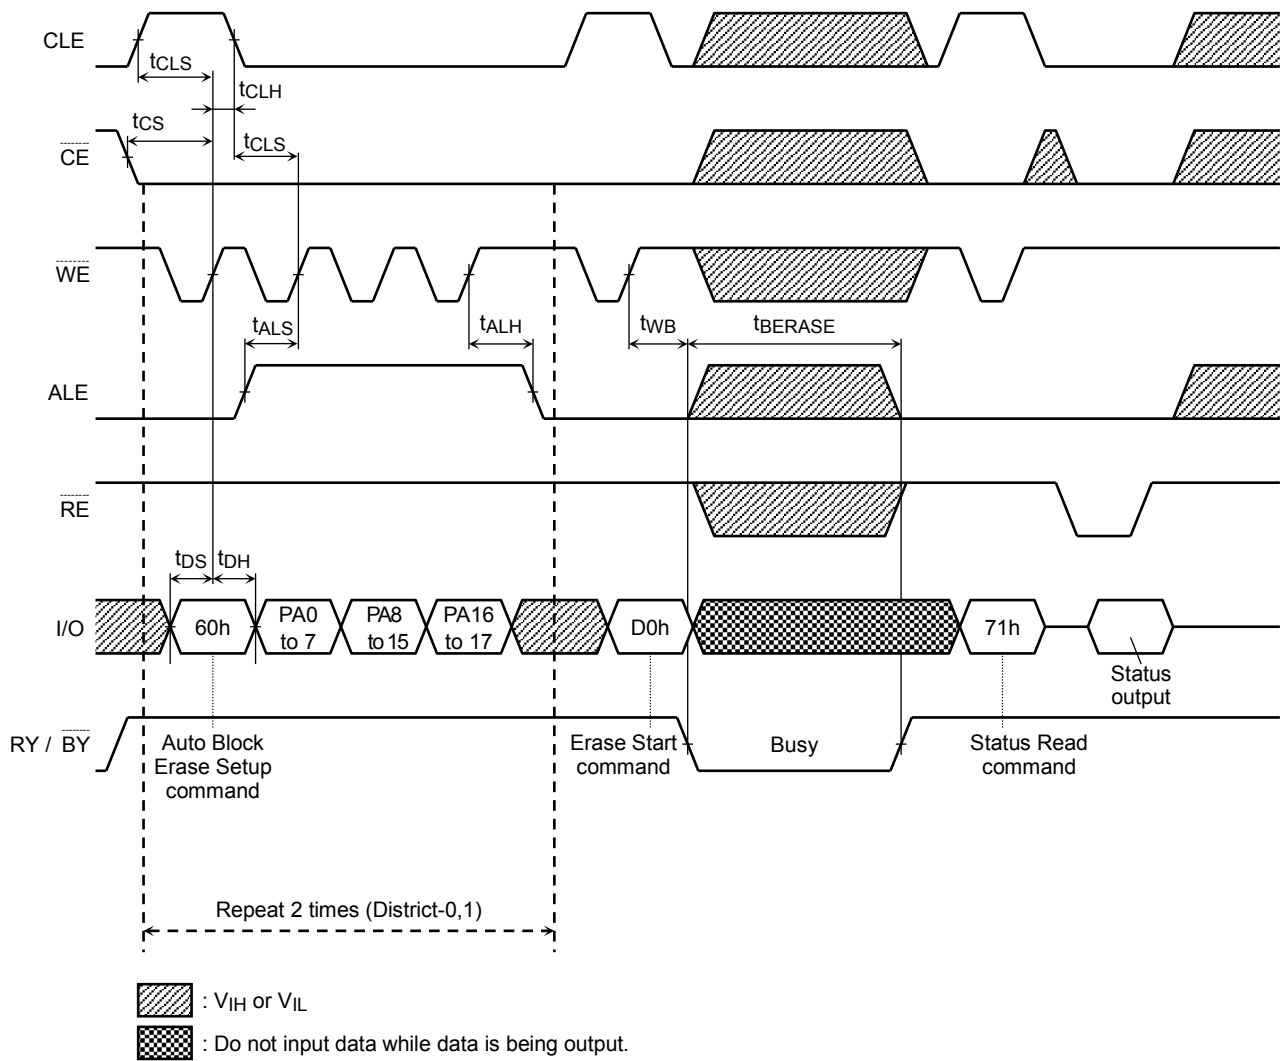 CLE
tCLS
tCLH
tCS
tCLS
CE
WE
tALS
tALH
tWB
tBERASE
ALE
RE
tDS
tDH
I/O
60h
PA0
to 7
PA8
to 15
PA16
to 17
D0h
71h
Status
output
RY / BY
Auto Block
Erase Setup
command
Erase Start
command
Busy
Status Read
command
Repeat 2 times (District-0,1)
: VIH or VIL
: Do not input data while data is being output.